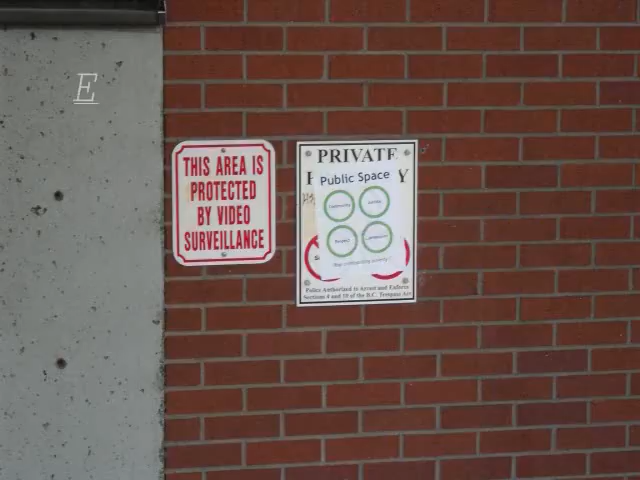 E
THIS AREA IS
PROTECTED
BY VIDEO
SURVEILLANCE
PRIVATE
P Y
Public Space
Respect
Police Authorized to Arrest and Enforce
Sections 4 and 10 of the B.C. Trespass Act